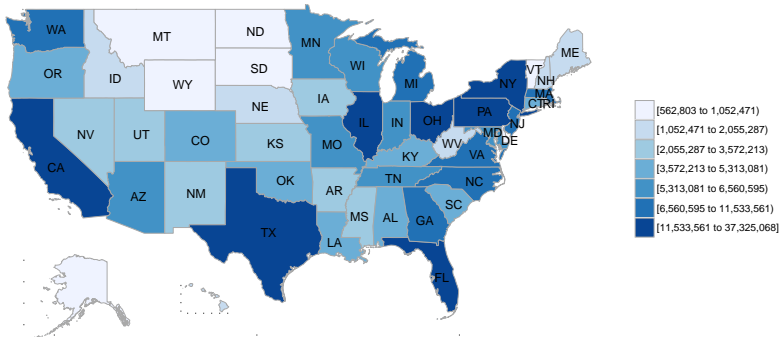 WA
MT
ND
MN
ME
OR
ID
WY
SD
WI
MI
VT
NH
NY
MA
CT
RI
NV
UT
CO
NE
IA
IL
IN
OH
PA
NJ
CA
AZ
NM
KS
MO
KY
WV
VA
MD
DE
OK
AR
TN
NC
SC
TX
LA
MS
AL
GA
FL
[562,803 to 1,052,471)
[1,052,471 to 2,055,287)
[2,055,287 to 3,572,213)
[3,572,213 to 5,313,081)
[5,313,081 to 6,560,595)
[6,560,595 to 11,533,561)
[11,533,561 to 37,325,068]